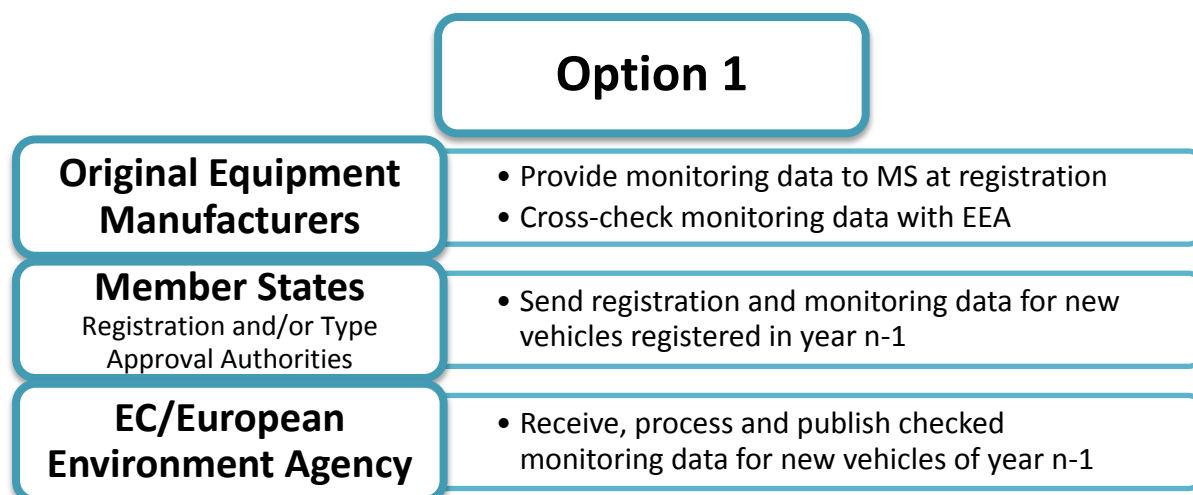 Option 1
Original Equipment
Manufacturers
• Provide monitoring data to MS at registration
• Cross-check monitoring data with EEA
Member States
Registration and/or Type
Approval Authorities
• Send registration and monitoring data for new
vehicles registered in year n-1
EC/European
Environment Agency
• Receive, process and publish checked
monitoring data for new vehicles of year n-1